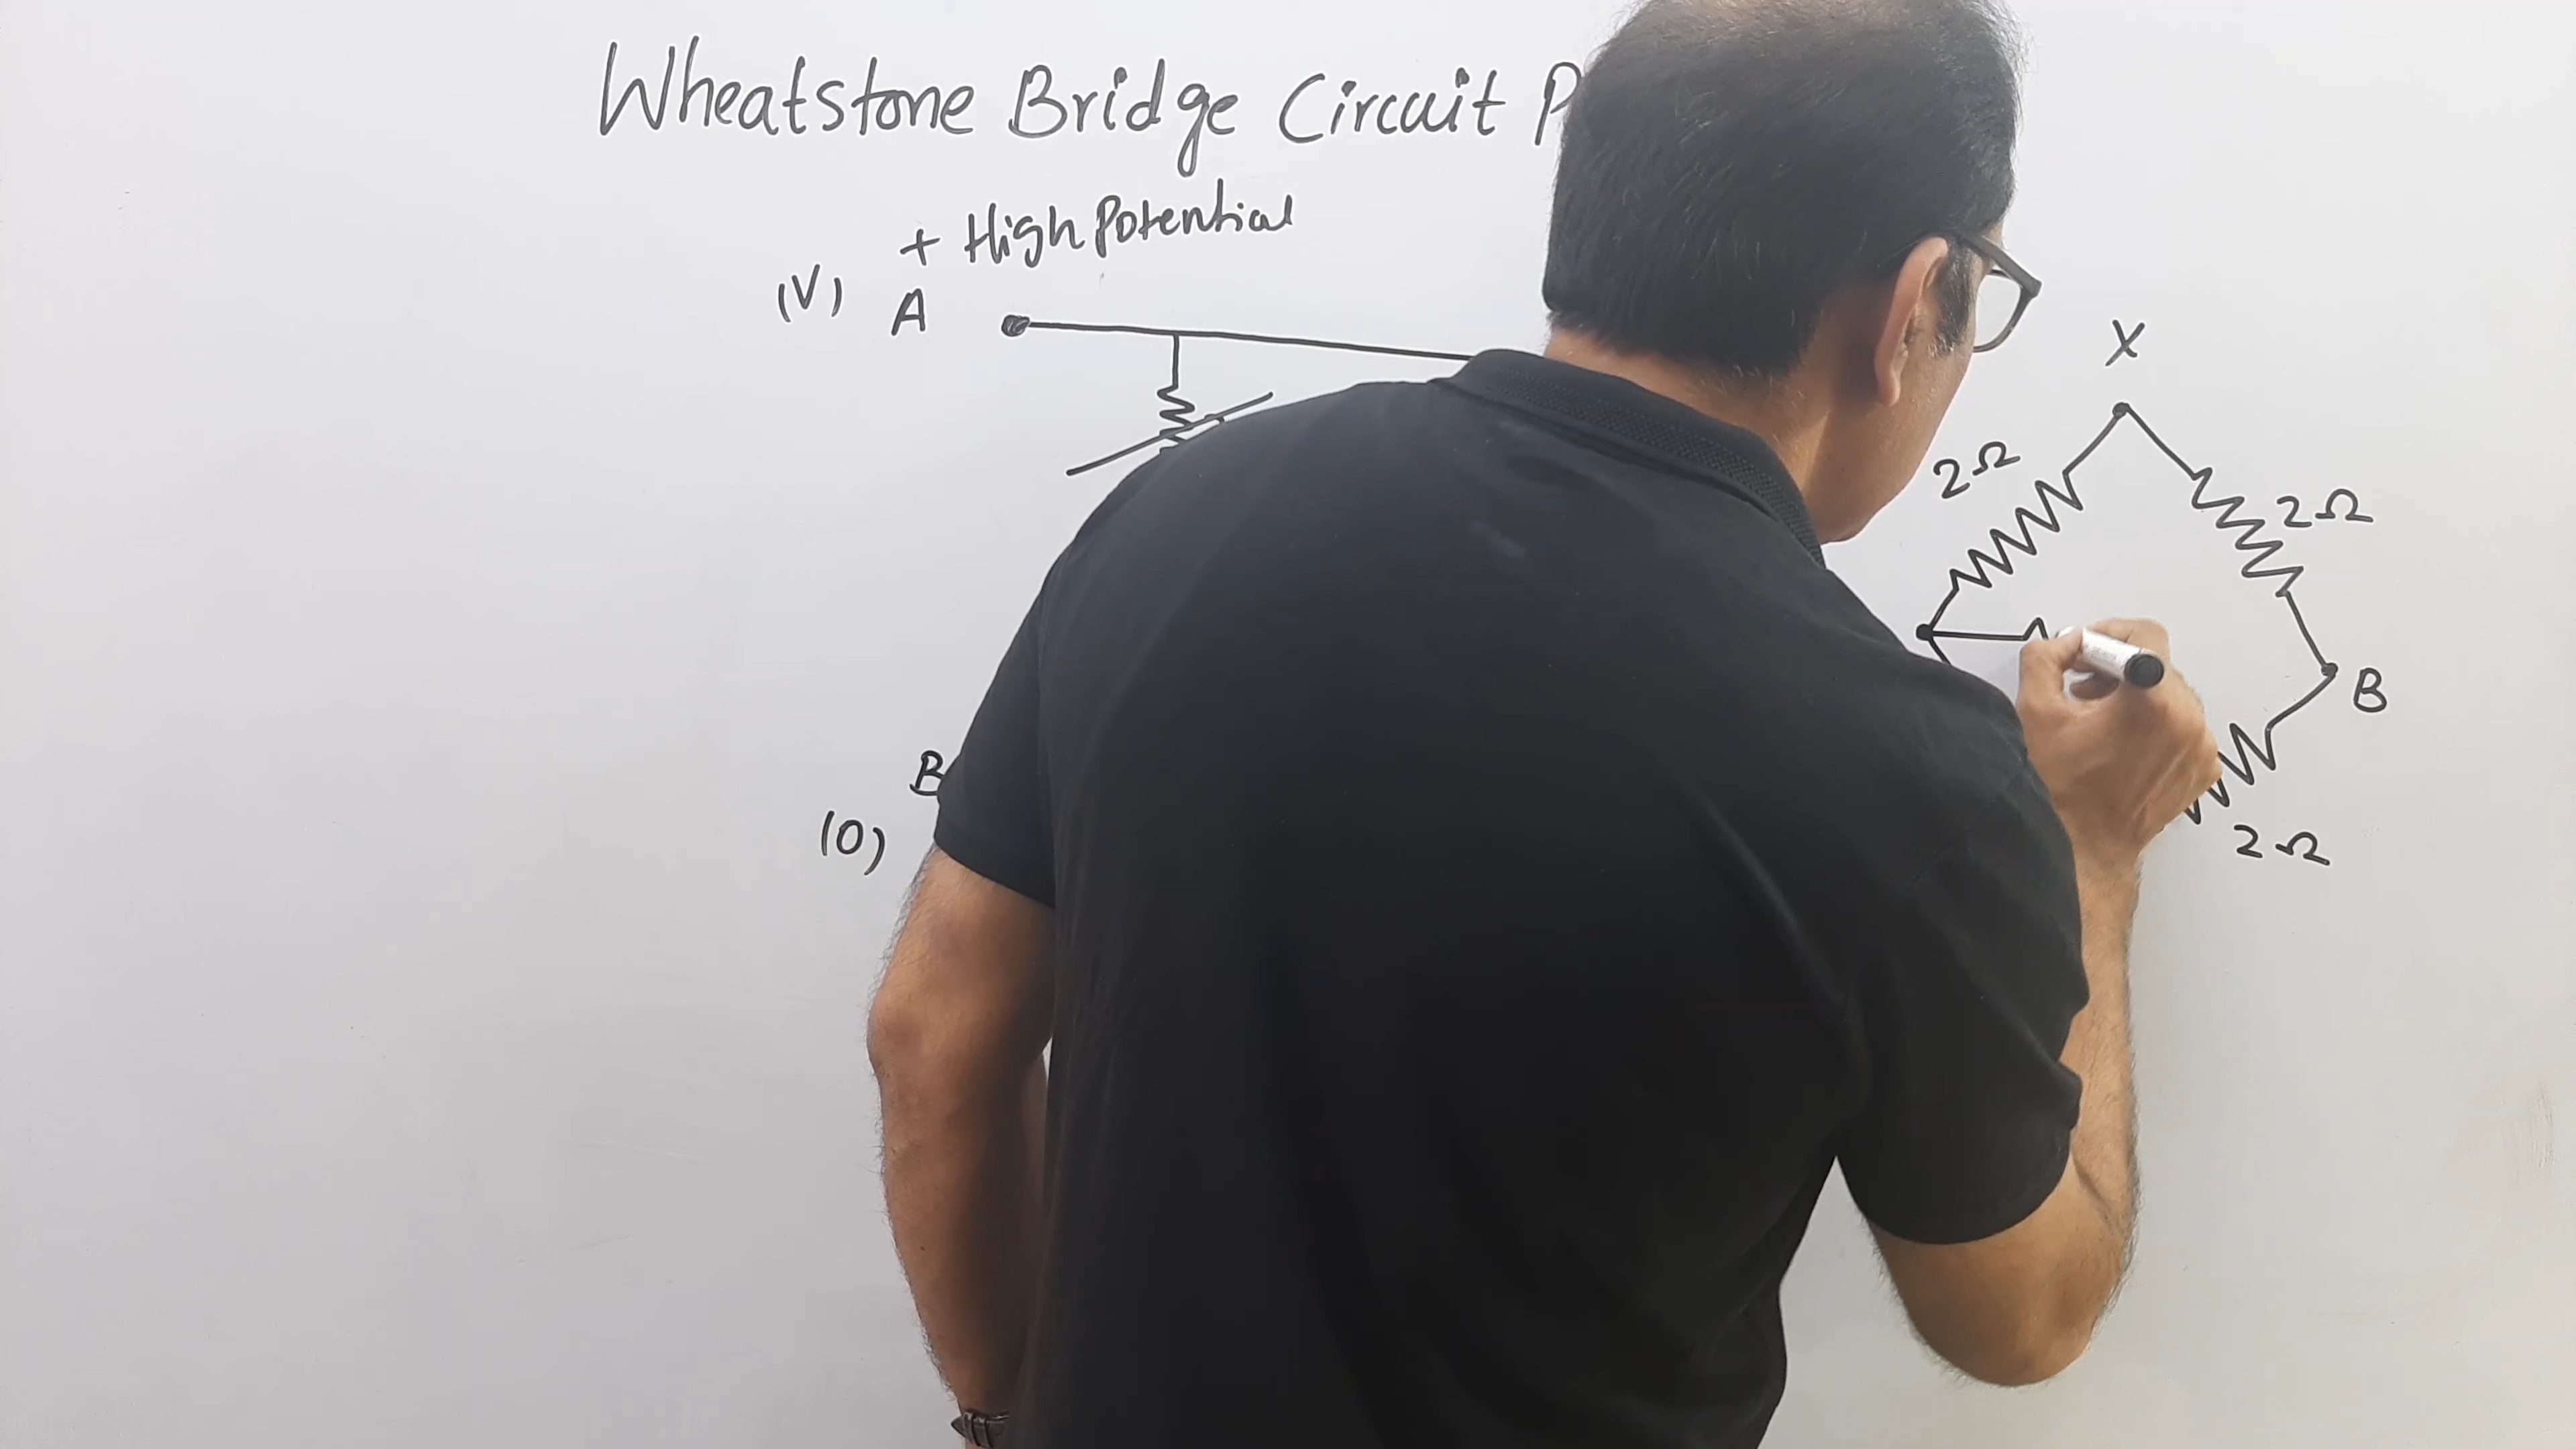 Wheatstone Bridge Circuit P
+ High Potential
(V) A
X
2Ω
2Ω
B
B
(0)
2Ω